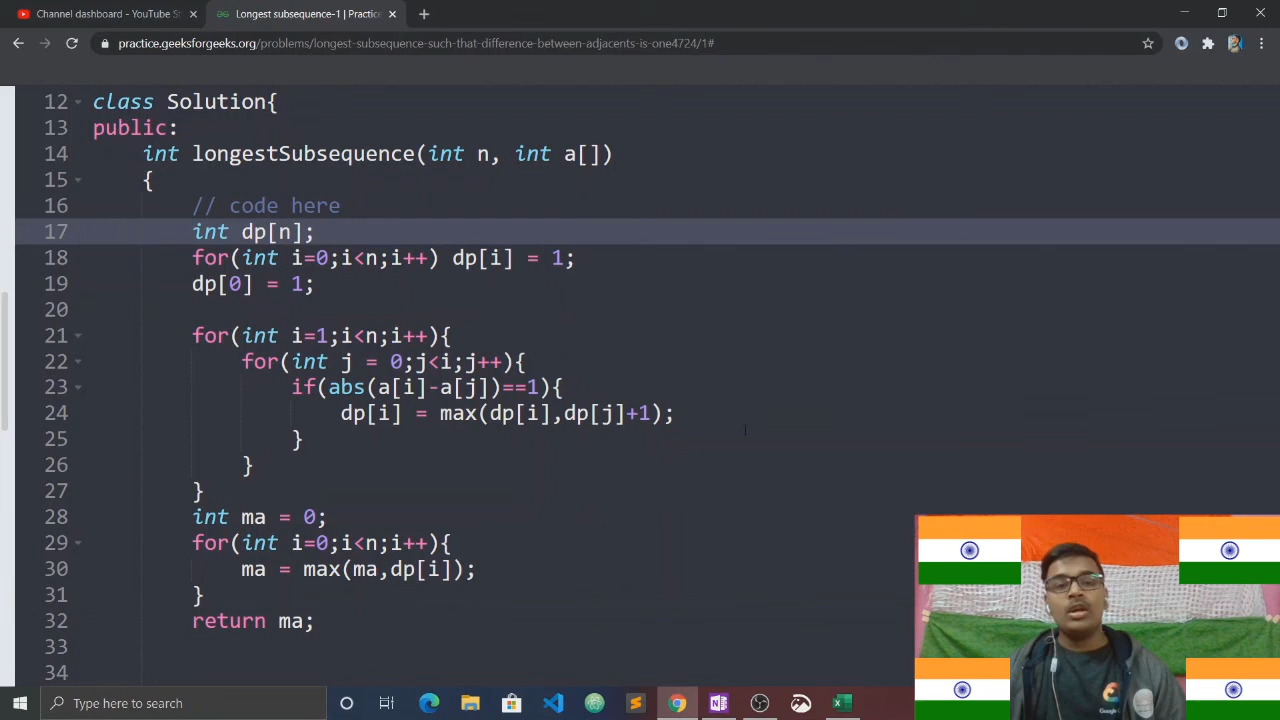 Channel dashboard - YouTube St
Longest subsequence-1 | Practice
practice.geeksforgeeks.org/problems/longest-subsequence-such-that-difference-between-adjacents-is-one4724/1#
12 class Solution{
13 public:
14 int longestSubsequence(int n, int a[])
15 {
16 // code here
17 int dp[n];
18 for(int i=0;i<n;i++) dp[i] = 1;
19 dp[0] = 1;
20
21 for(int i=1;i<n;i++){
22 for(int j = 0;j<i;j++){
23 if(abs(a[i]-a[j])==1){
24 dp[i] = max(dp[i],dp[j]+1);
25 }
26 }
27 }
28 int ma = 0;
29 for(int i=0;i<n;i++){
30 ma = max(ma,dp[i]);
31 }
32 return ma;
33
34
Type here to search